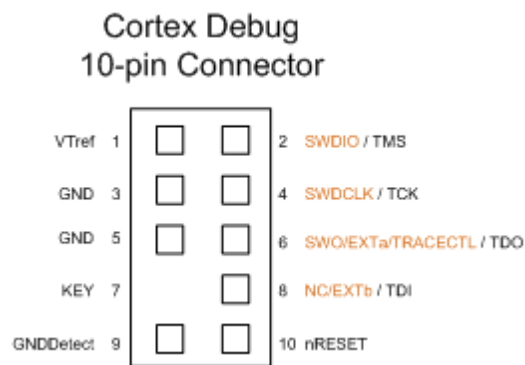 Cortex Debug
10-pin Connector
VTref 1 2 SWDIO / TMS
GND 3 4 SWDCLK / TCK
GND 5 6 SWO/EXTa/TRACECTL / TDO
KEY 7 8 NC/EXTb / TDI
GNDDetect 9 10 nRESET